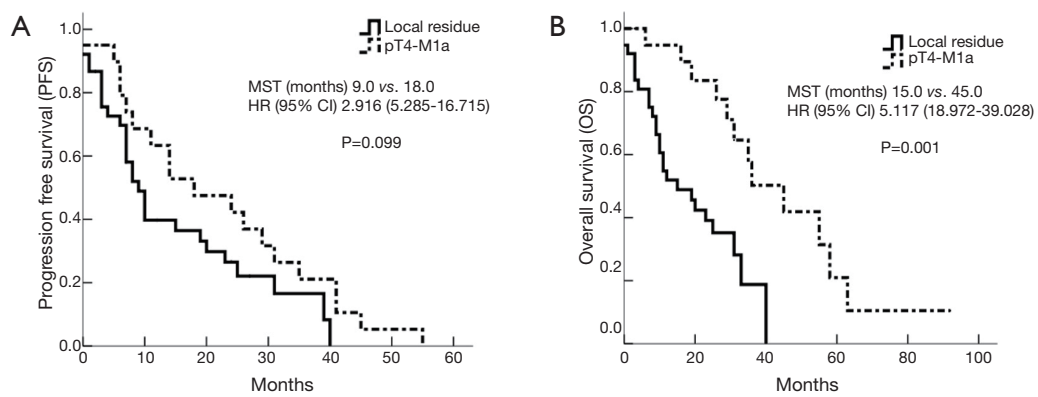 A
Local residue
pT4-M1a
MST (months) 9.0 vs. 18.0
HR (95% CI) 2.916 (5.285-16.715)
P=0.099
Progression free survival (PFS)
1.0
0.8
0.6
0.4
0.2
0.0
0 10 20 30 40 50 60
Months
B
Local residue
pT4-M1a
MST (months) 15.0 vs. 45.0
HR (95% CI) 5.117 (18.972-39.028)
P=0.001
Overall survival (OS)
1.0
0.8
0.6
0.4
0.2
0.0
0 20 40 60 80 100
Months